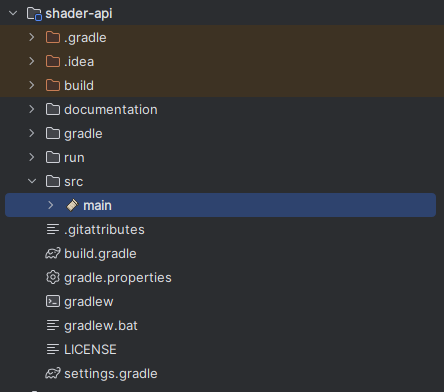 shader-api
.gradle
.idea
build
documentation
gradle
run
src
main
.gitattributes
build.gradle
gradle.properties
gradlew
gradlew.bat
LICENSE
settings.gradle